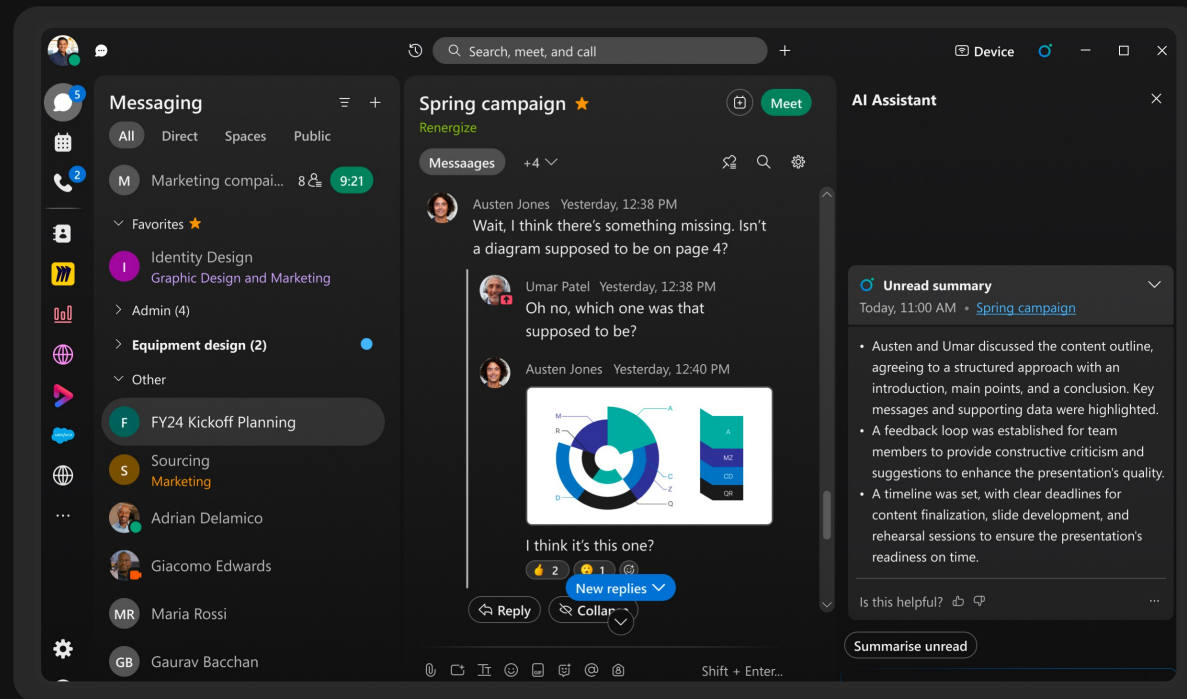 Search, meet, and call
Device
5
2
Messaging
All Direct Spaces Public
M Marketing compai... 8 9:21
Favorites
I Identity Design
Graphic Design and Marketing
Admin (4)
Equipment design (2)
Other
F FY24 Kickoff Planning
S Sourcing
Marketing
Adrian Delamico
Giacomo Edwards
MR Maria Rossi
GB Gaurav Bacchan
Spring campaign
Meet
Renergize
Messaages +4
Austen Jones Yesterday, 12:38 PM
Wait, I think there's something missing. Isn't
a diagram supposed to be on page 4?
Umar Patel Yesterday, 12:38 PM
Oh no, which one was that
supposed to be?
Austen Jones Yesterday, 12:40 PM
M
A
R
C
Z
D
Q
A
MZ
CD
QR
I think it's this one?
2 1
New replies
Reply
GIF
Shift + Enter...
AI Assistant
Unread summary
Today, 11:00 AM • Spring campaign
• Austen and Umar discussed the content outline,
agreeing to a structured approach with an
introduction, main points, and a conclusion. Key
messages and supporting data were highlighted.
• A feedback loop was established for team
members to provide constructive criticism and
suggestions to enhance the presentation's quality.
• A timeline was set, with clear deadlines for
content finalization, slide development, and
rehearsal sessions to ensure the presentation's
readiness on time.
Is this helpful?
Summarise unread